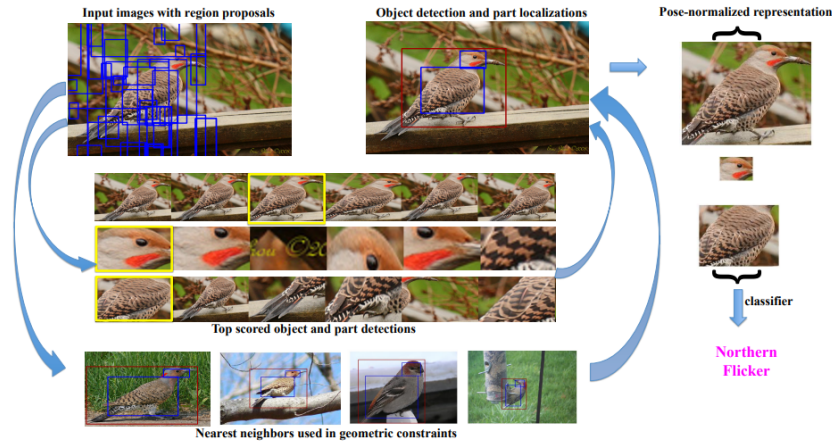 Input images with region proposals
Object detection and part localizations
Pose-normalized representation
Top scored object and part detections
classifier
Northern
Flicker
Nearest neighbors used in geometric constraints